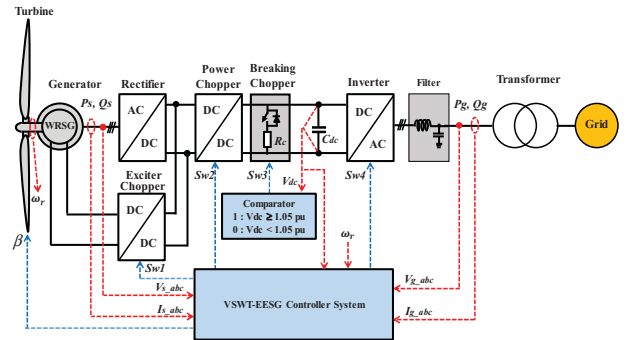 Turbine
Generator
Ps, Qs
WRSG
Rectifier
AC
DC
Power
Chopper
DC
DC
Breaking
Chopper
Rc
Cdc
Inverter
DC
AC
Filter
Pg, Qg
Transformer
Grid
ωr
Exciter
Chopper
DC
DC
Sw1
Sw2
Sw3
Vdc
Sw4
Comparator
1 : Vdc ≥ 1.05 pu
0 : Vdc < 1.05 pu
ωr
β
Vs_abc
Is_abc
VSWT-EESG Controller System
Vg_abc
Ig_abc